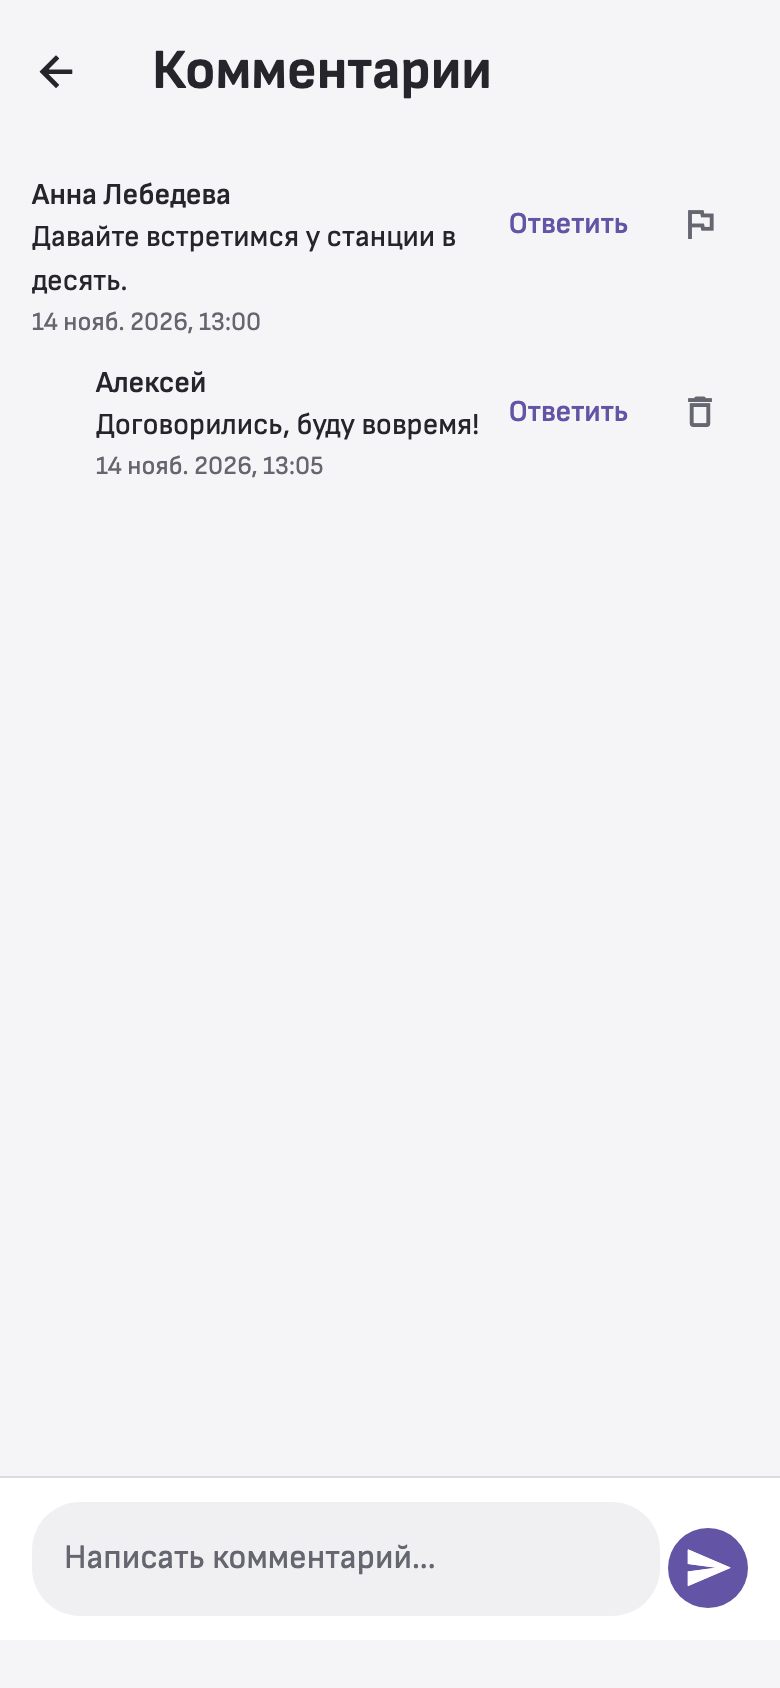 Комментарии
Анна Лебедева
Давайте встретимся у станции в
десять.
14 нояб. 2026, 13:00
Ответить
Алексей
Договорились, буду вовремя!
14 нояб. 2026, 13:05
Ответить
Написать комментарий...